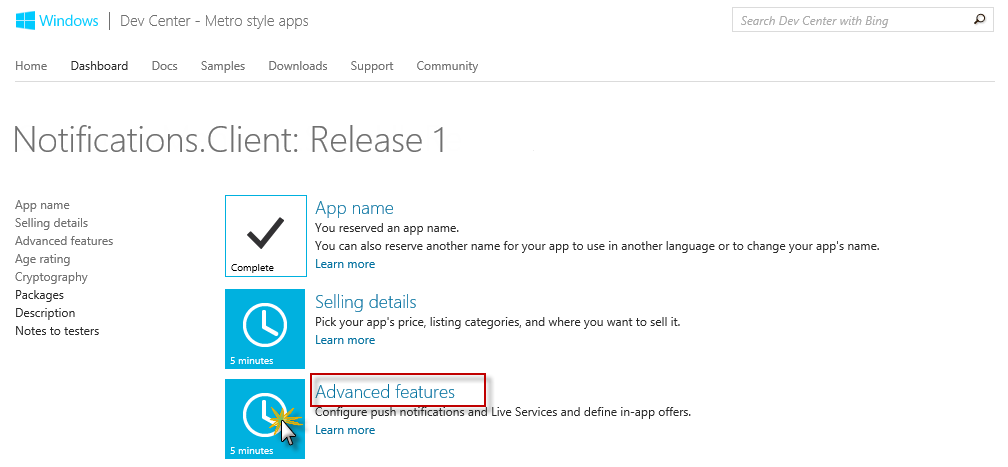 Windows | Dev Center - Metro style apps
Search Dev Center with Bing
Home Dashboard Docs Samples Downloads Support Community
Notifications.Client: Release 1
App name
Selling details
Advanced features
Age rating
Cryptography
Packages
Description
Notes to testers
Complete
App name
You reserved an app name.
You can also reserve another name for your app to use in another language or to change your app's name.
Learn more
5 minutes
Selling details
Pick your app's price, listing categories, and where you want to sell it.
Learn more
5 minutes
Advanced features
Configure push notifications and Live Services and define in-app offers.
Learn more